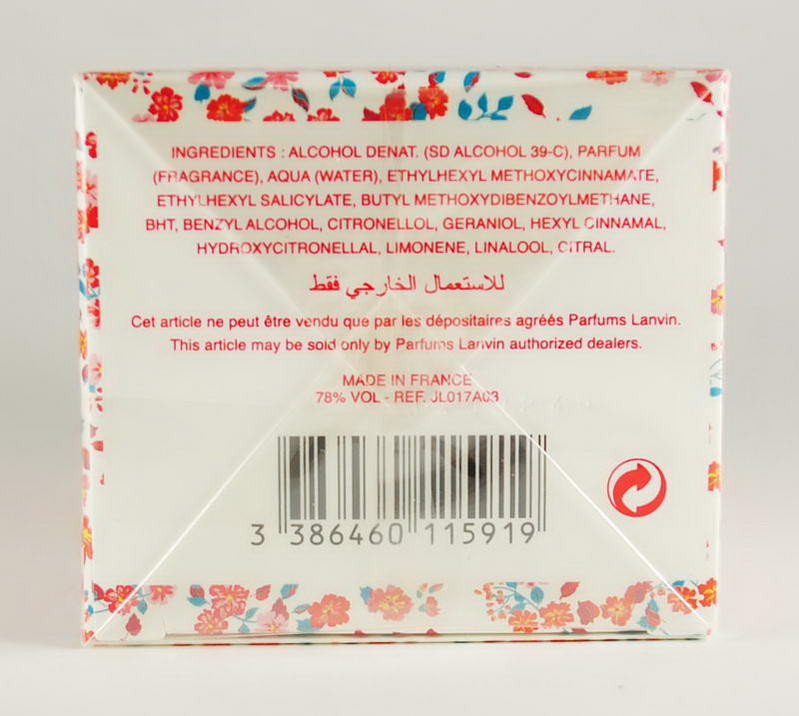 INGREDIENTS : ALCOHOL DENAT. (SD ALCOHOL 39-C), PARFUM
(FRAGRANCE), AQUA (WATER), ETHYLHEXYL METHOXYCINNAMATE,
ETHYLHEXYL SALICYLATE, BUTYL METHOXYDIBENZOYLMETHANE,
BHT, BENZYL ALCOHOL, CITRONELLOL, GERANIOL, HEXYL CINNAMAL,
HYDROXYCITRONELLAL, LIMONENE, LINALOOL, CITRAL.
للاستعمال الخارجي فقط
Cet article ne peut être vendu que par les dépositaires agréés Parfums Lanvin.
This article may be sold only by Parfums Lanvin authorized dealers.
MADE IN FRANCE
78% VOL - REF. JL017A03
3 386460 115919